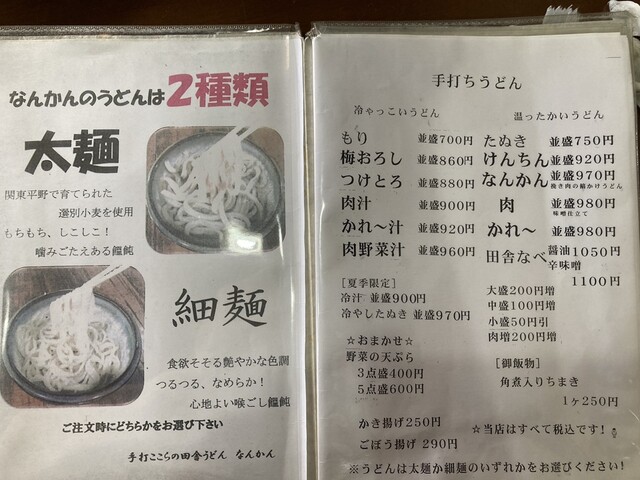 なんかんのうどんは2種類
太麺
関東平野で育てられた
選別小麦を使用
もちもち、しこしこ!
噛みごたえある饂飩
細麺
食欲そそる艶やかな色調
つるつる、なめらか!
心地よい喉ごし饂飩
ご注文時にどちらかをお選び下さい
手打ここらの田舎うどん なんかん
手打ちうどん
冷やっこいうどん
もり 並盛700円
梅おろし 並盛860円
つけとろ 並盛880円
肉汁 並盛900円
かれ〜汁 並盛920円
肉野菜汁 並盛960円
[夏季限定]
冷汁 並盛900円
冷やしたぬき 並盛970円
☆おまかせ☆
野菜の天ぷら
3点盛400円
5点盛600円
かき揚げ250円
ごぼう揚げ 290円
温ったかいうどん
たぬき 並盛750円
けんちん 並盛920円
なんかん 並盛970円
挽き肉の餡かけうどん
肉 並盛980円
味噌仕立て
かれ〜 並盛980円
田舎なべ 醤油 1050円
辛味噌 1100円
大盛200円増
中盛100円増
小盛50円引
肉増200円増
[御飯物]
角煮入りちまき
1ヶ250円
☆当店はすべて税込です!
※うどんは太麺か細麺のいずれかをお選びください!